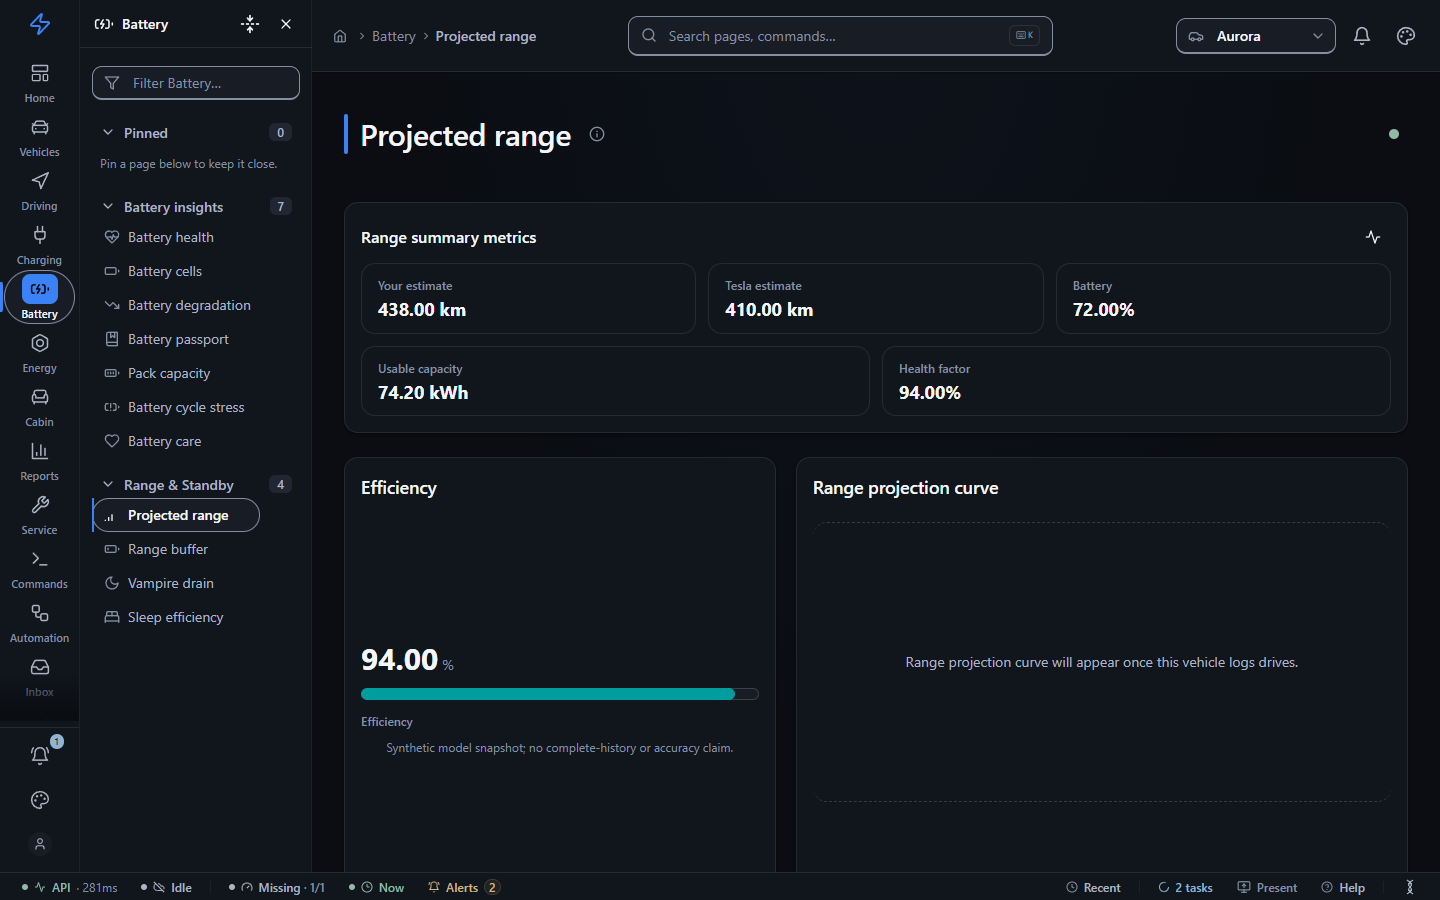 Battery
Battery
Projected range
Search pages, commands...
K
Aurora
Home
Vehicles
Driving
Charging
Battery
Energy
Cabin
Reports
Service
Commands
Automation
Inbox
1
Filter Battery...
Pinned
0
Pin a page below to keep it close.
Battery insights
7
Battery health
Battery cells
Battery degradation
Battery passport
Pack capacity
Battery cycle stress
Battery care
Range & Standby
4
Projected range
Range buffer
Vampire drain
Sleep efficiency
Projected range
Range summary metrics
Your estimate
438.00 km
Tesla estimate
410.00 km
Battery
72.00%
Usable capacity
74.20 kWh
Health factor
94.00%
Efficiency
94.00 %
Efficiency
Synthetic model snapshot; no complete-history or accuracy claim.
Range projection curve
Range projection curve will appear once this vehicle logs drives.
API · 281ms
Idle
Missing · 1/1
Now
Alerts 2
Recent
2 tasks
Present
Help